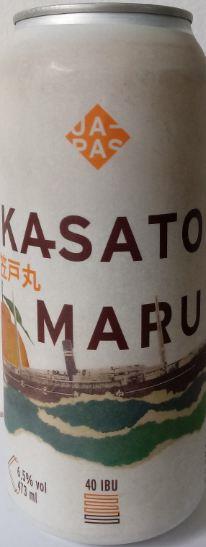 JA-
PAS
KASATO
笠戸丸
MARU
6,5% vol
473 ml
40 IBU